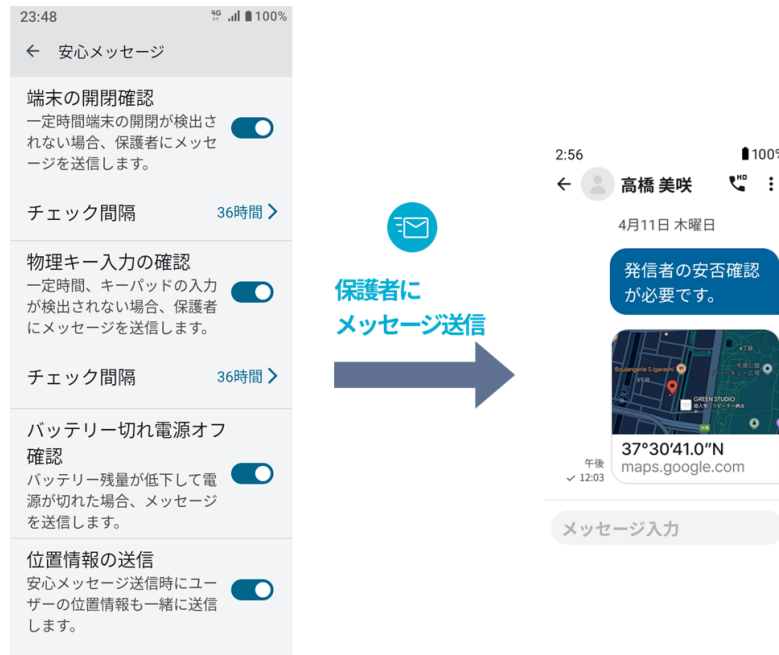 23:48
4G
100%
← 安心メッセージ
端末の開閉確認
一定時間端末の開閉が検出さ
れない場合、保護者にメッセ
ージを送信します。
チェック間隔
36時間
物理キー入力の確認
一定時間、キーパッドの入力
が検出されない場合、保護者
にメッセージを送信します。
チェック間隔
36時間
バッテリー切れ電源オフ
確認
バッテリー残量が低下して電
源が切れた場合、メッセージ
を送信します。
位置情報の送信
安心メッセージ送信時にユー
ザーの位置情報も一緒に送信
します。
保護者に
メッセージ送信
2:56
100%
高橋 美咲
HD
4月11日 木曜日
発信者の安否確認
が必要です。
Boulangerie S.Igarashi
4丁目
3丁目
GREEN STUDIO
37°30'41.0"N
maps.google.com
午後
12:03
メッセージ入力